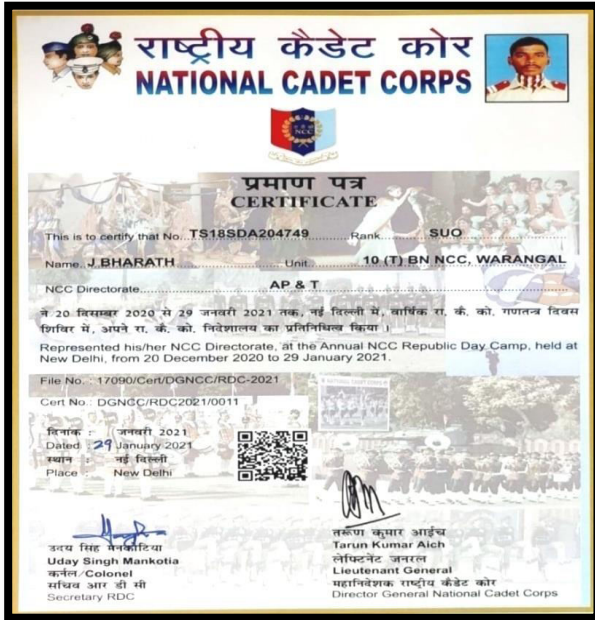 राष्ट्रीय कैडेट कोर
NATIONAL CADET CORPS
NCC
प्रमाण पत्र
CERTIFICATE
This is to certify that No. TS18SDA204749 Rank SUO
Name. J BHARATH Unit. 10 (T) BN NCC, WARANGAL
NCC Directorate AP & T
ने 20 दिसम्बर 2020 से 29 जनवरी 2021 तक, नई दिल्ली में, वार्षिक रा. कै. को. गणतन्त्र दिवस
शिविर में, अपने रा. कै. को. निदेशालय का प्रतिनिधित्व किया ।
Represented his/her NCC Directorate, at the Annual NCC Republic Day Camp, held at
New Delhi, from 20 December 2020 to 29 January 2021.
File No. : 17090/Cert/DGNCC/RDC-2021
Cert No.: DGNCC/RDC2021/0011
दिनांक : जनवरी 2021
Dated 29 January 2021
स्थान : नई दिल्ली
Place : New Delhi
उदय सिंह मनकोटिया
Uday Singh Mankotia
कर्नल/Colonel
सचिव आर डी सी
Secretary RDC
तरूण कुमार आईच
Tarun Kumar Aich
लेफ्टिनेंट जनरल
Lieutenant General
महानिदेशक राष्ट्रीय कैडेट कोर
Director General National Cadet Corps